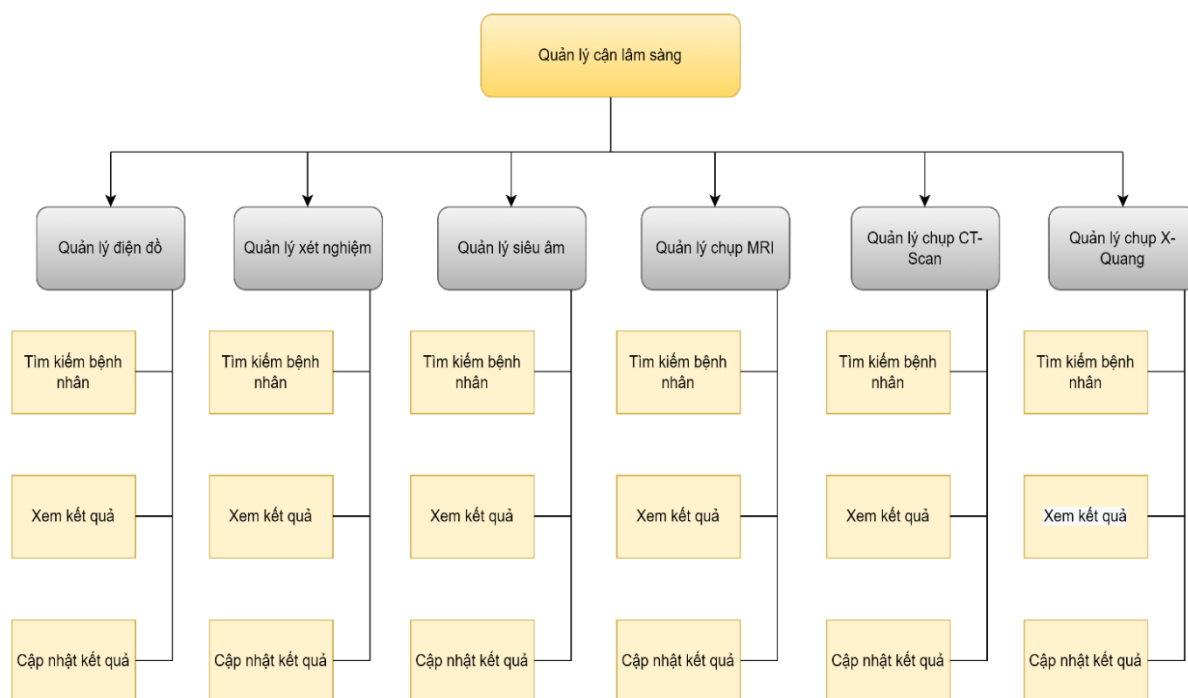 Quản lý cận lâm sàng
Quản lý điện đồ
Quản lý xét nghiệm
Quản lý siêu âm
Quản lý chụp MRI
Quản lý chụp CT-
Scan
Quản lý chụp X-
Quang
Tìm kiếm bệnh
nhân
Tìm kiếm bệnh
nhân
Tìm kiếm bệnh
nhân
Tìm kiếm bệnh
nhân
Tìm kiếm bệnh
nhân
Tìm kiếm bệnh
nhân
Xem kết quả
Xem kết quả
Xem kết quả
Xem kết quả
Xem kết quả
Xem kết quả
Cập nhật kết quả
Cập nhật kết quả
Cập nhật kết quả
Cập nhật kết quả
Cập nhật kết quả
Cập nhật kết quả